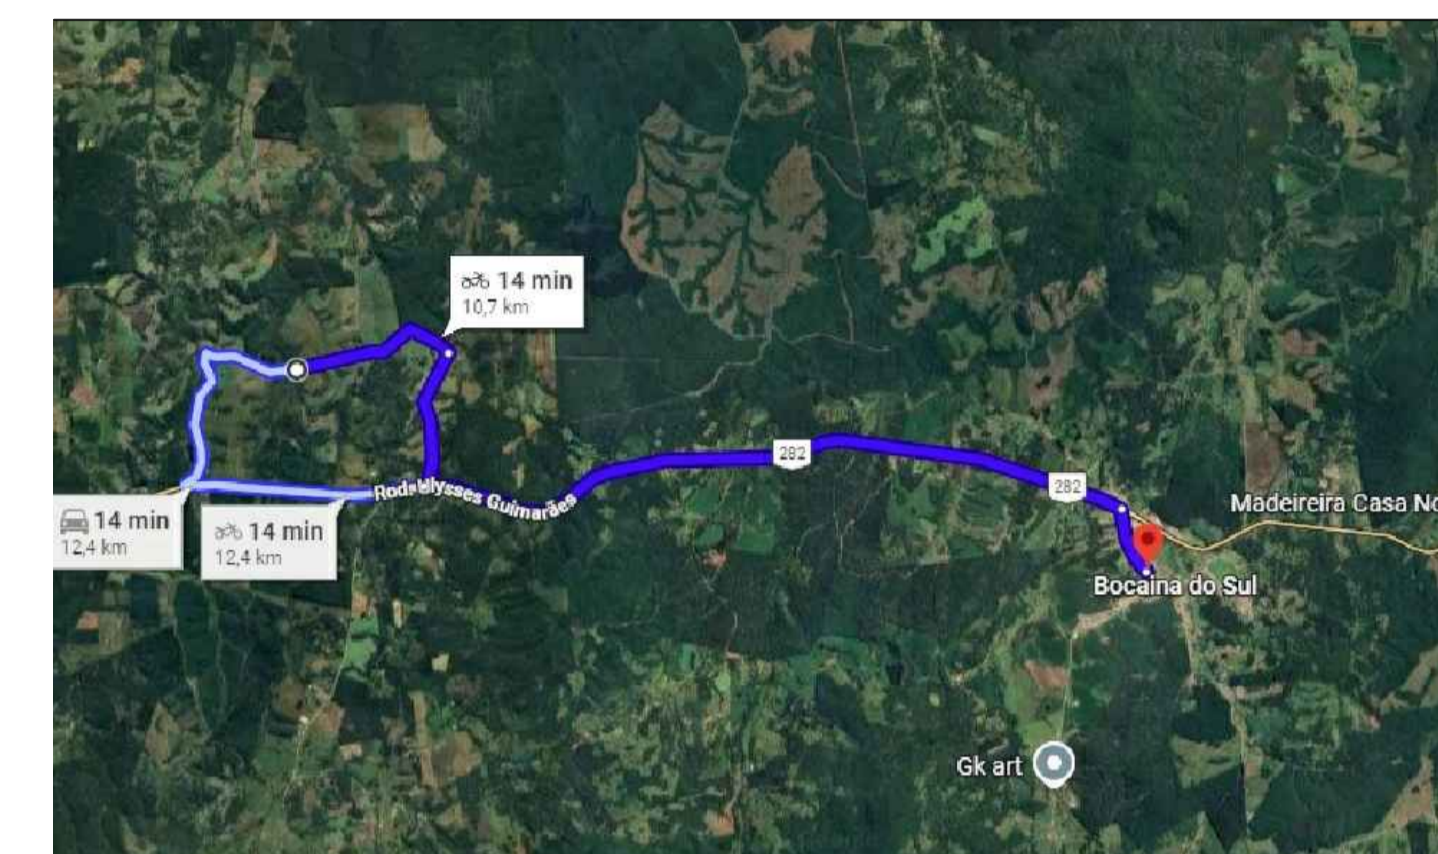 14 min
10,7 km
282
282
Rod. Ulysses Guimarães
Madeireira Casa No
14 min
12,4 km
14 min
12,4 km
Bocaina do Sul
Gk art